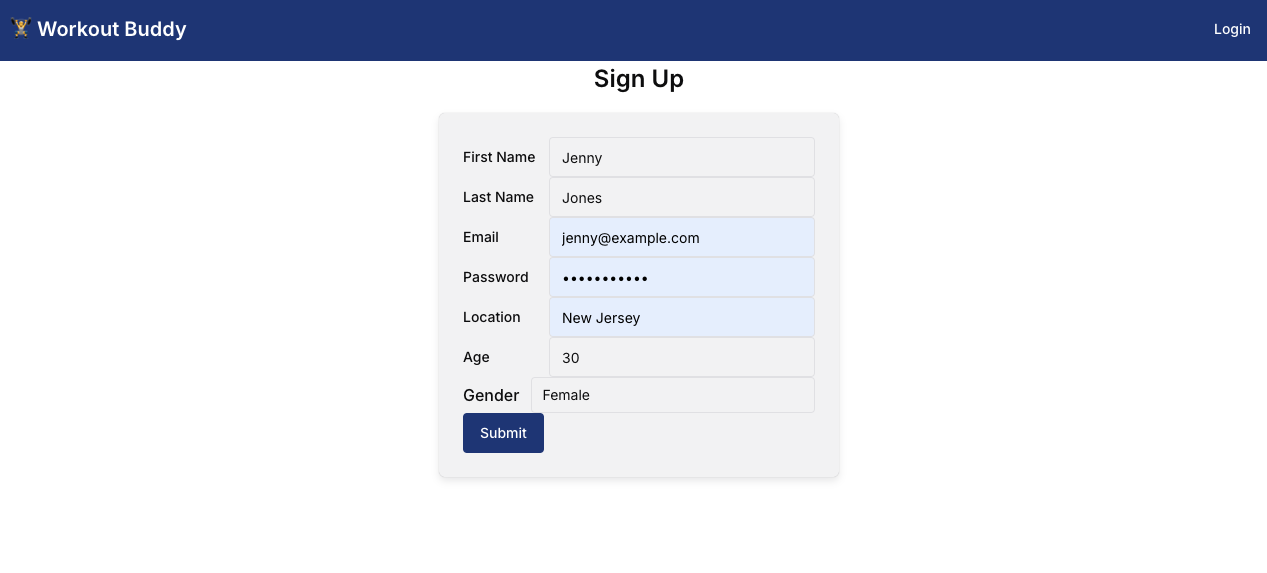 Workout Buddy
Login
Sign Up
First Name Jenny
Last Name Jones
Email jenny@example.com
Password •••••••••••
Location New Jersey
Age 30
Gender Female
Submit